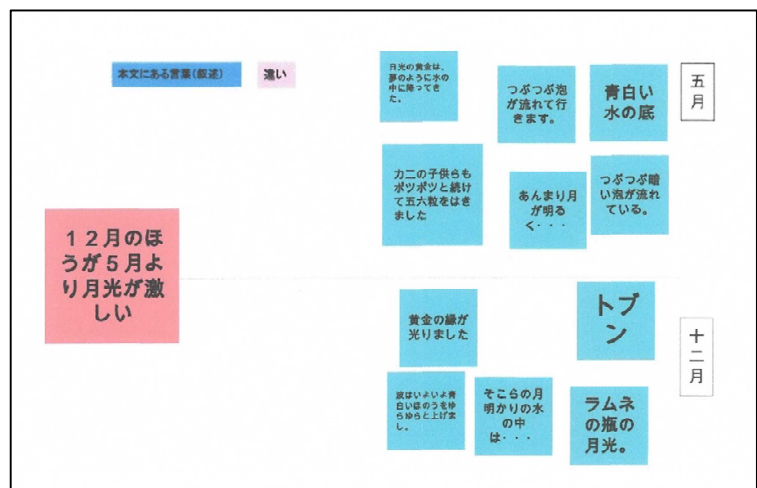 本文にある言葉(叙述)
違い
五月
日光の黄金は、
夢のように水の
中に降ってき
た。
つぶつぶ泡
が流れて行
きます。
青白い
水の底
カニの子供らも
ポツポツと続け
て五六粒をはき
ました
あんまり月
が明る
く・・・
つぶつぶ暗
い泡が流れ
ている。
12月のほ
うが5月よ
り月光が激
しい
十二月
黄金の縁が
光りました
トブ
ン
波はいよいよ青
白いほのうをゆ
らゆらと上げま
し。
そこらの月
明かりの水
の中
は・・・
ラムネ
の瓶の
月光。